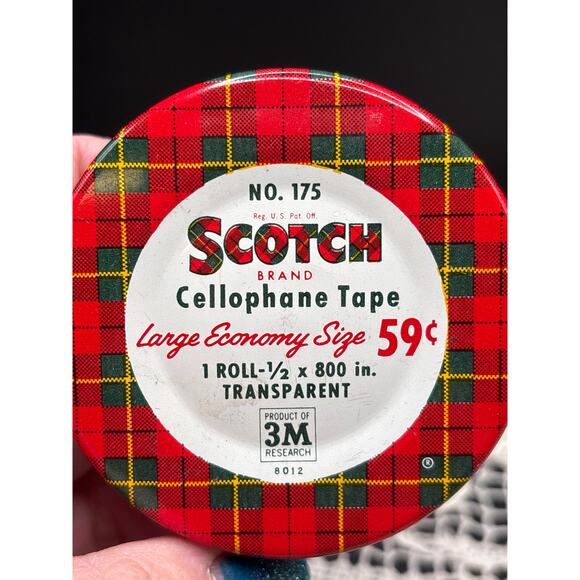 NO. 175
Reg. U.S. Pat. Off.
SCOTCH
BRAND
Cellophane Tape
Large Economy Size 59¢
1 ROLL-½ x 800 in.
TRANSPARENT
PRODUCT OF
3M
RESEARCH
8012
®